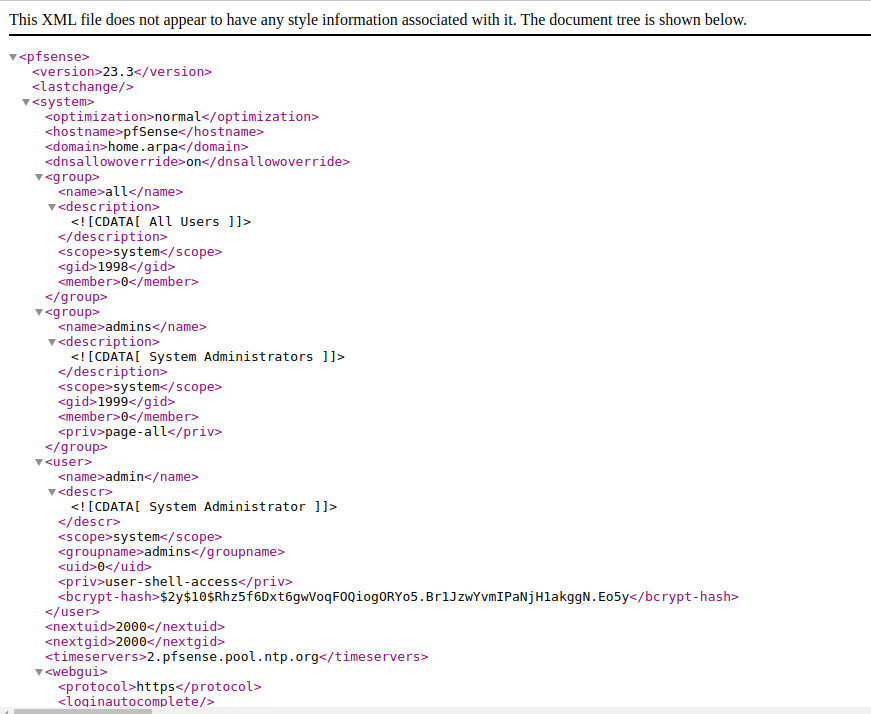 This XML file does not appear to have any style information associated with it. The document tree is shown below.
<pfsense>
<version>23.3</version>
<lastchange/>
<system>
<optimization>normal</optimization>
<hostname>pfSense</hostname>
<domain>home.arpa</domain>
<dnsallowoverride>on</dnsallowoverride>
<group>
<name>all</name>
<description>
<![CDATA[ All Users ]]>
</description>
<scope>system</scope>
<gid>1998</gid>
<member>0</member>
</group>
<group>
<name>admins</name>
<description>
<![CDATA[ System Administrators ]]>
</description>
<scope>system</scope>
<gid>1999</gid>
<member>0</member>
<priv>page-all</priv>
</group>
<user>
<name>admin</name>
<descr>
<![CDATA[ System Administrator ]]>
</descr>
<scope>system</scope>
<groupname>admins</groupname>
<uid>0</uid>
<priv>user-shell-access</priv>
<bcrypt-hash>$2y$10$Rhz5f6Dxt6gwVoqFOQiogORYo5.Br1JzwYvmIPaNjH1akggN.Eo5y</bcrypt-hash>
</user>
<nextuid>2000</nextuid>
<nextgid>2000</nextgid>
<timeservers>2.pfsense.pool.ntp.org</timeservers>
<webgui>
<protocol>https</protocol>
<loginautocomplete/>